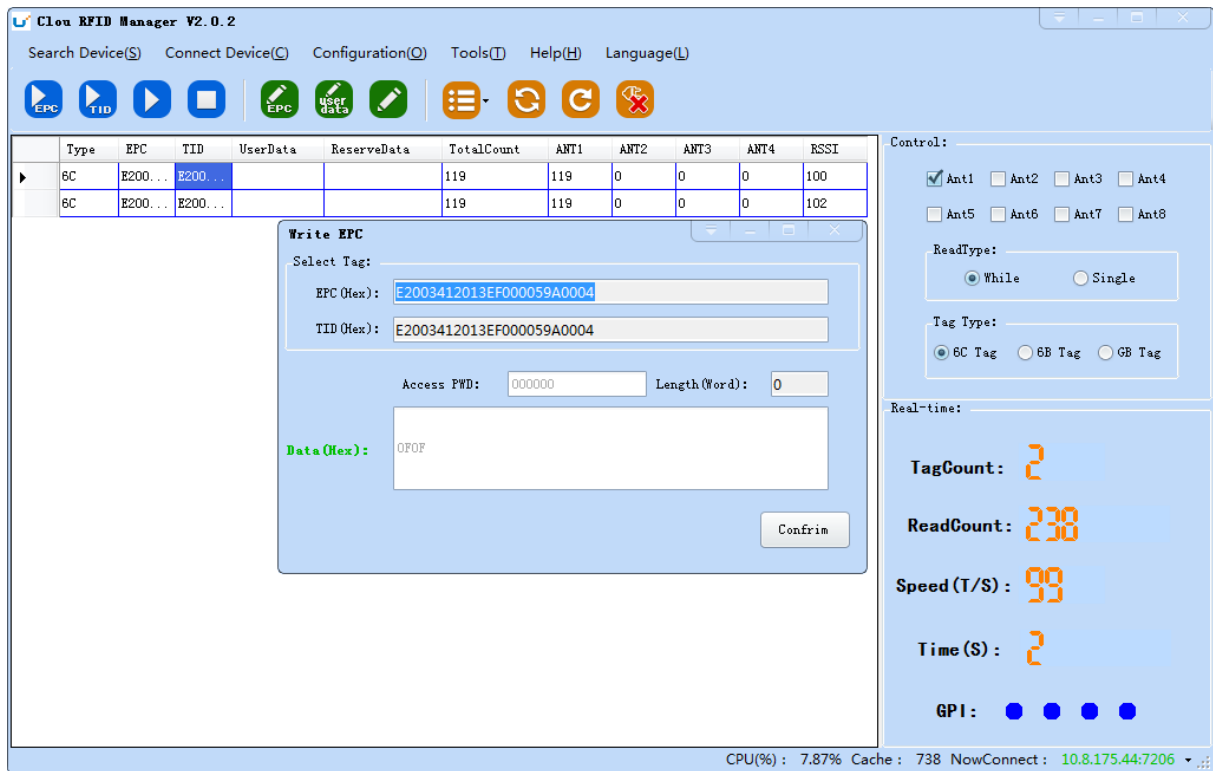 Clou RFID Manager V2.0.2
Search Device(S) Connect Device(C) Configuration(O) Tools(T) Help(H) Language(L)
EPC TID EPC user data
Type EPC TID UserData ReserveData TotalCount ANT1 ANT2 ANT3 ANT4 RSSI
6C E200... E200... 119 119 0 0 0 100
6C E200... E200... 119 119 0 0 0 102
Write EPC
Select Tag:
EPC(Hex): E2003412013EF000059A0004
TID(Hex): E2003412013EF000059A0004
Access PWD: 000000 Length(Word): 0
Data(Hex): 0F0F
Confrim
Control:
Ant1 Ant2 Ant3 Ant4
Ant5 Ant6 Ant7 Ant8
ReadType:
While Single
Tag Type:
6C Tag 6B Tag GB Tag
Real-time:
TagCount: 2
ReadCount: 238
Speed(T/S): 99
Time(S): 2
GPI:
CPU(%) : 7.87% Cache : 738 NowConnect : 10.8.175.44:7206